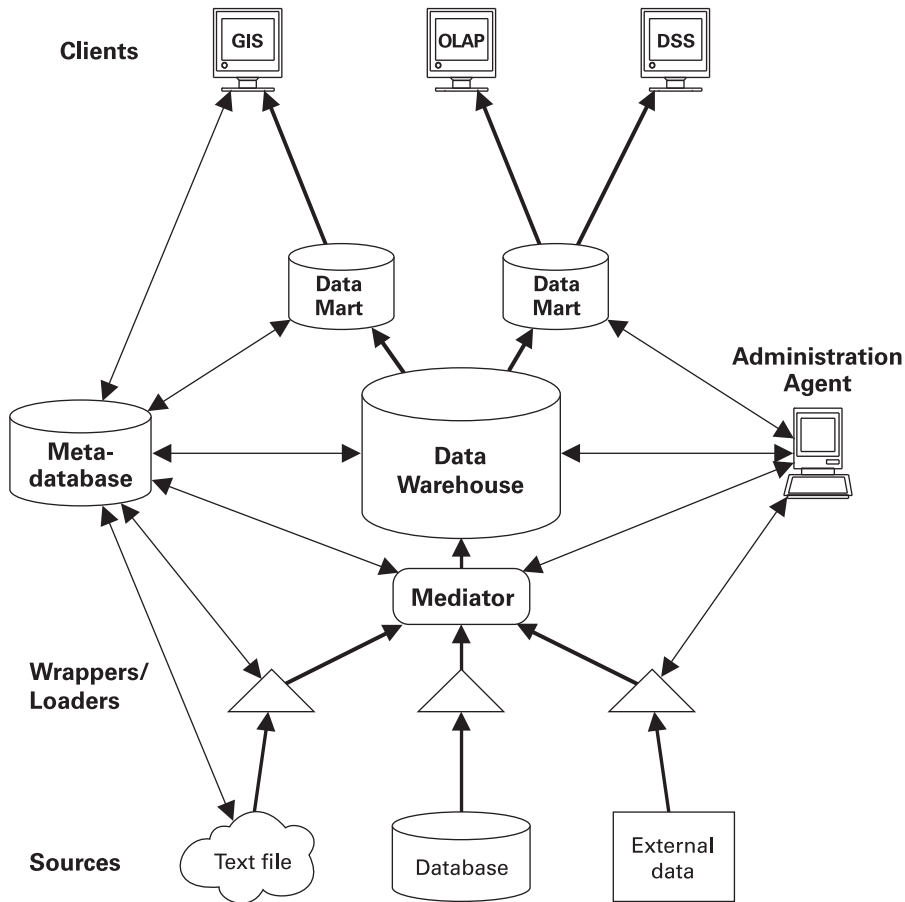 Clients
GIS
OLAP
DSS
Data
Mart
Data
Mart
Administration
Agent
Meta-
database
Data
Warehouse
Mediator
Wrappers/
Loaders
Sources
Text file
Database
External
data